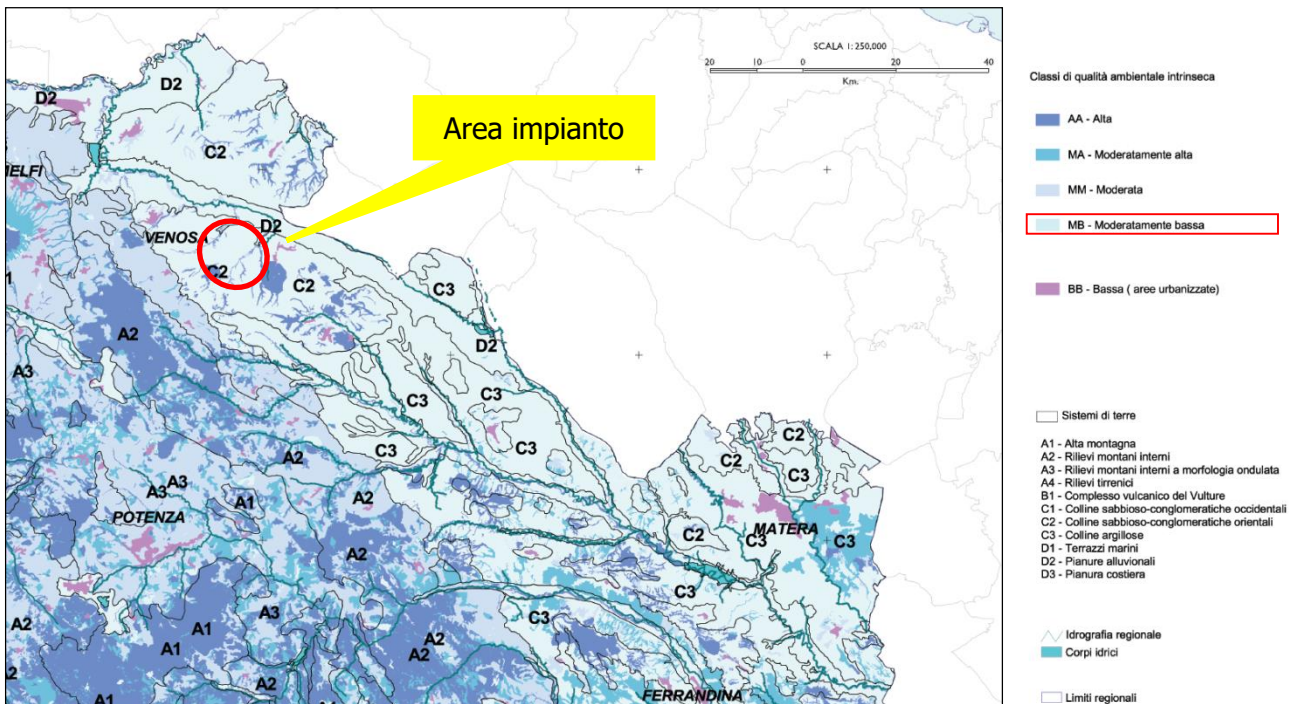 SCALA 1: 250,000
20 10 0 20 40
Km.
Area impianto
D2
D2
C2
MELFI
VENOSA
D2
C2
C2
C3
A2
D2
A3
C3
C3
C3
C3
A2
C2
C2
C3
A3
A3
A1
A2
POTENZA
MATERA
C2
C3
C3
C3
A3
C3
A2
A1
A2
A2
A1
A2
A1
FERRANDINA
Classi di qualità ambientale intrinseca
AA - Alta
MA - Moderatamente alta
MM - Moderata
MB - Moderatamente bassa
BB - Bassa ( aree urbanizzate)
Sistemi di terre
A1 - Alta montagna
A2 - Rilievi montani interni
A3 - Rilievi montani interni a morfologia ondulata
A4 - Rilievi tirrenici
B1 - Complesso vulcanico del Vulture
C1 - Colline sabbioso-conglomeratiche occidentali
C2 - Colline sabbioso-conglomeratiche orientali
C3 - Colline argillose
D1 - Terrazzi marini
D2 - Pianure alluvionali
D3 - Pianura costiera
Idrografia regionale
Corpi idrici
Limiti regionali